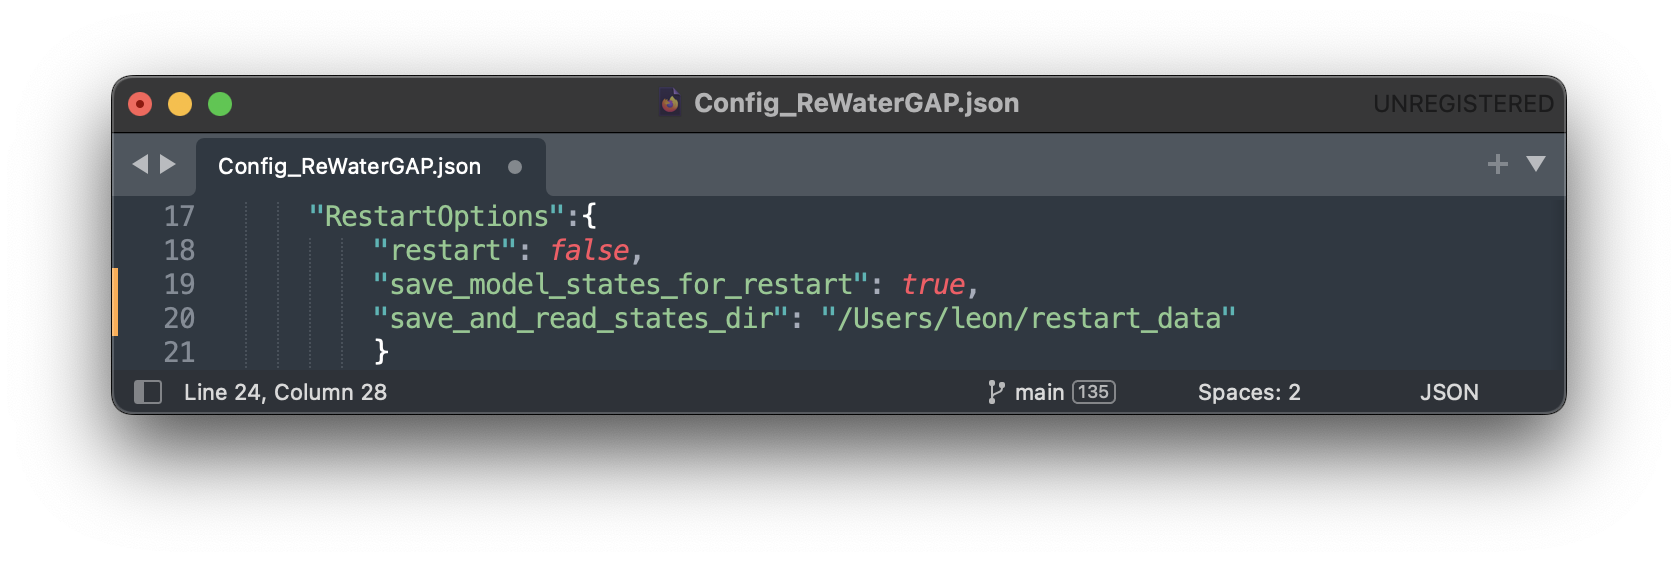 Config_ReWaterGAP.json
UNREGISTERED
Config_ReWaterGAP.json
17 "RestartOptions":{
18 "restart": false,
19 "save_model_states_for_restart": true,
20 "save_and_read_states_dir": "/Users/leon/restart_data"
21 }
Line 24, Column 28 main 135 Spaces: 2 JSON